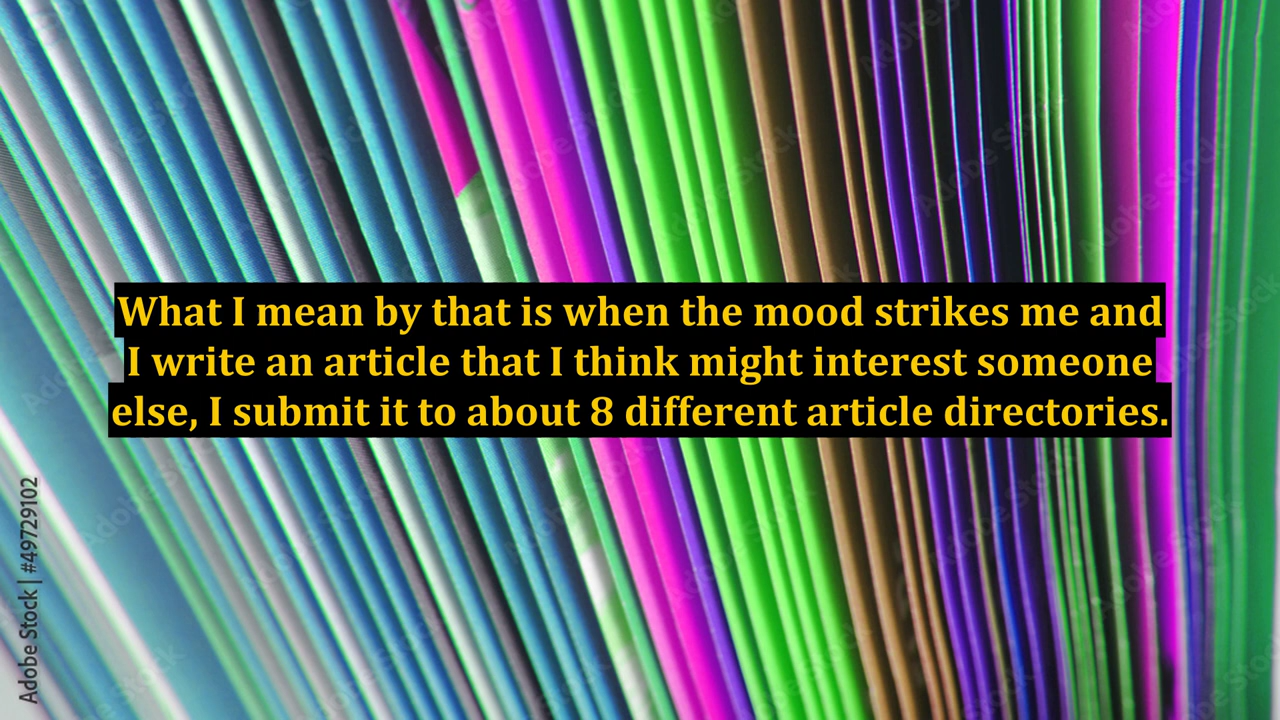 What I mean by that is when the mood strikes me and
I write an article that I think might interest someone
else, I submit it to about 8 different article directories.
Adobe Stock | #49729102